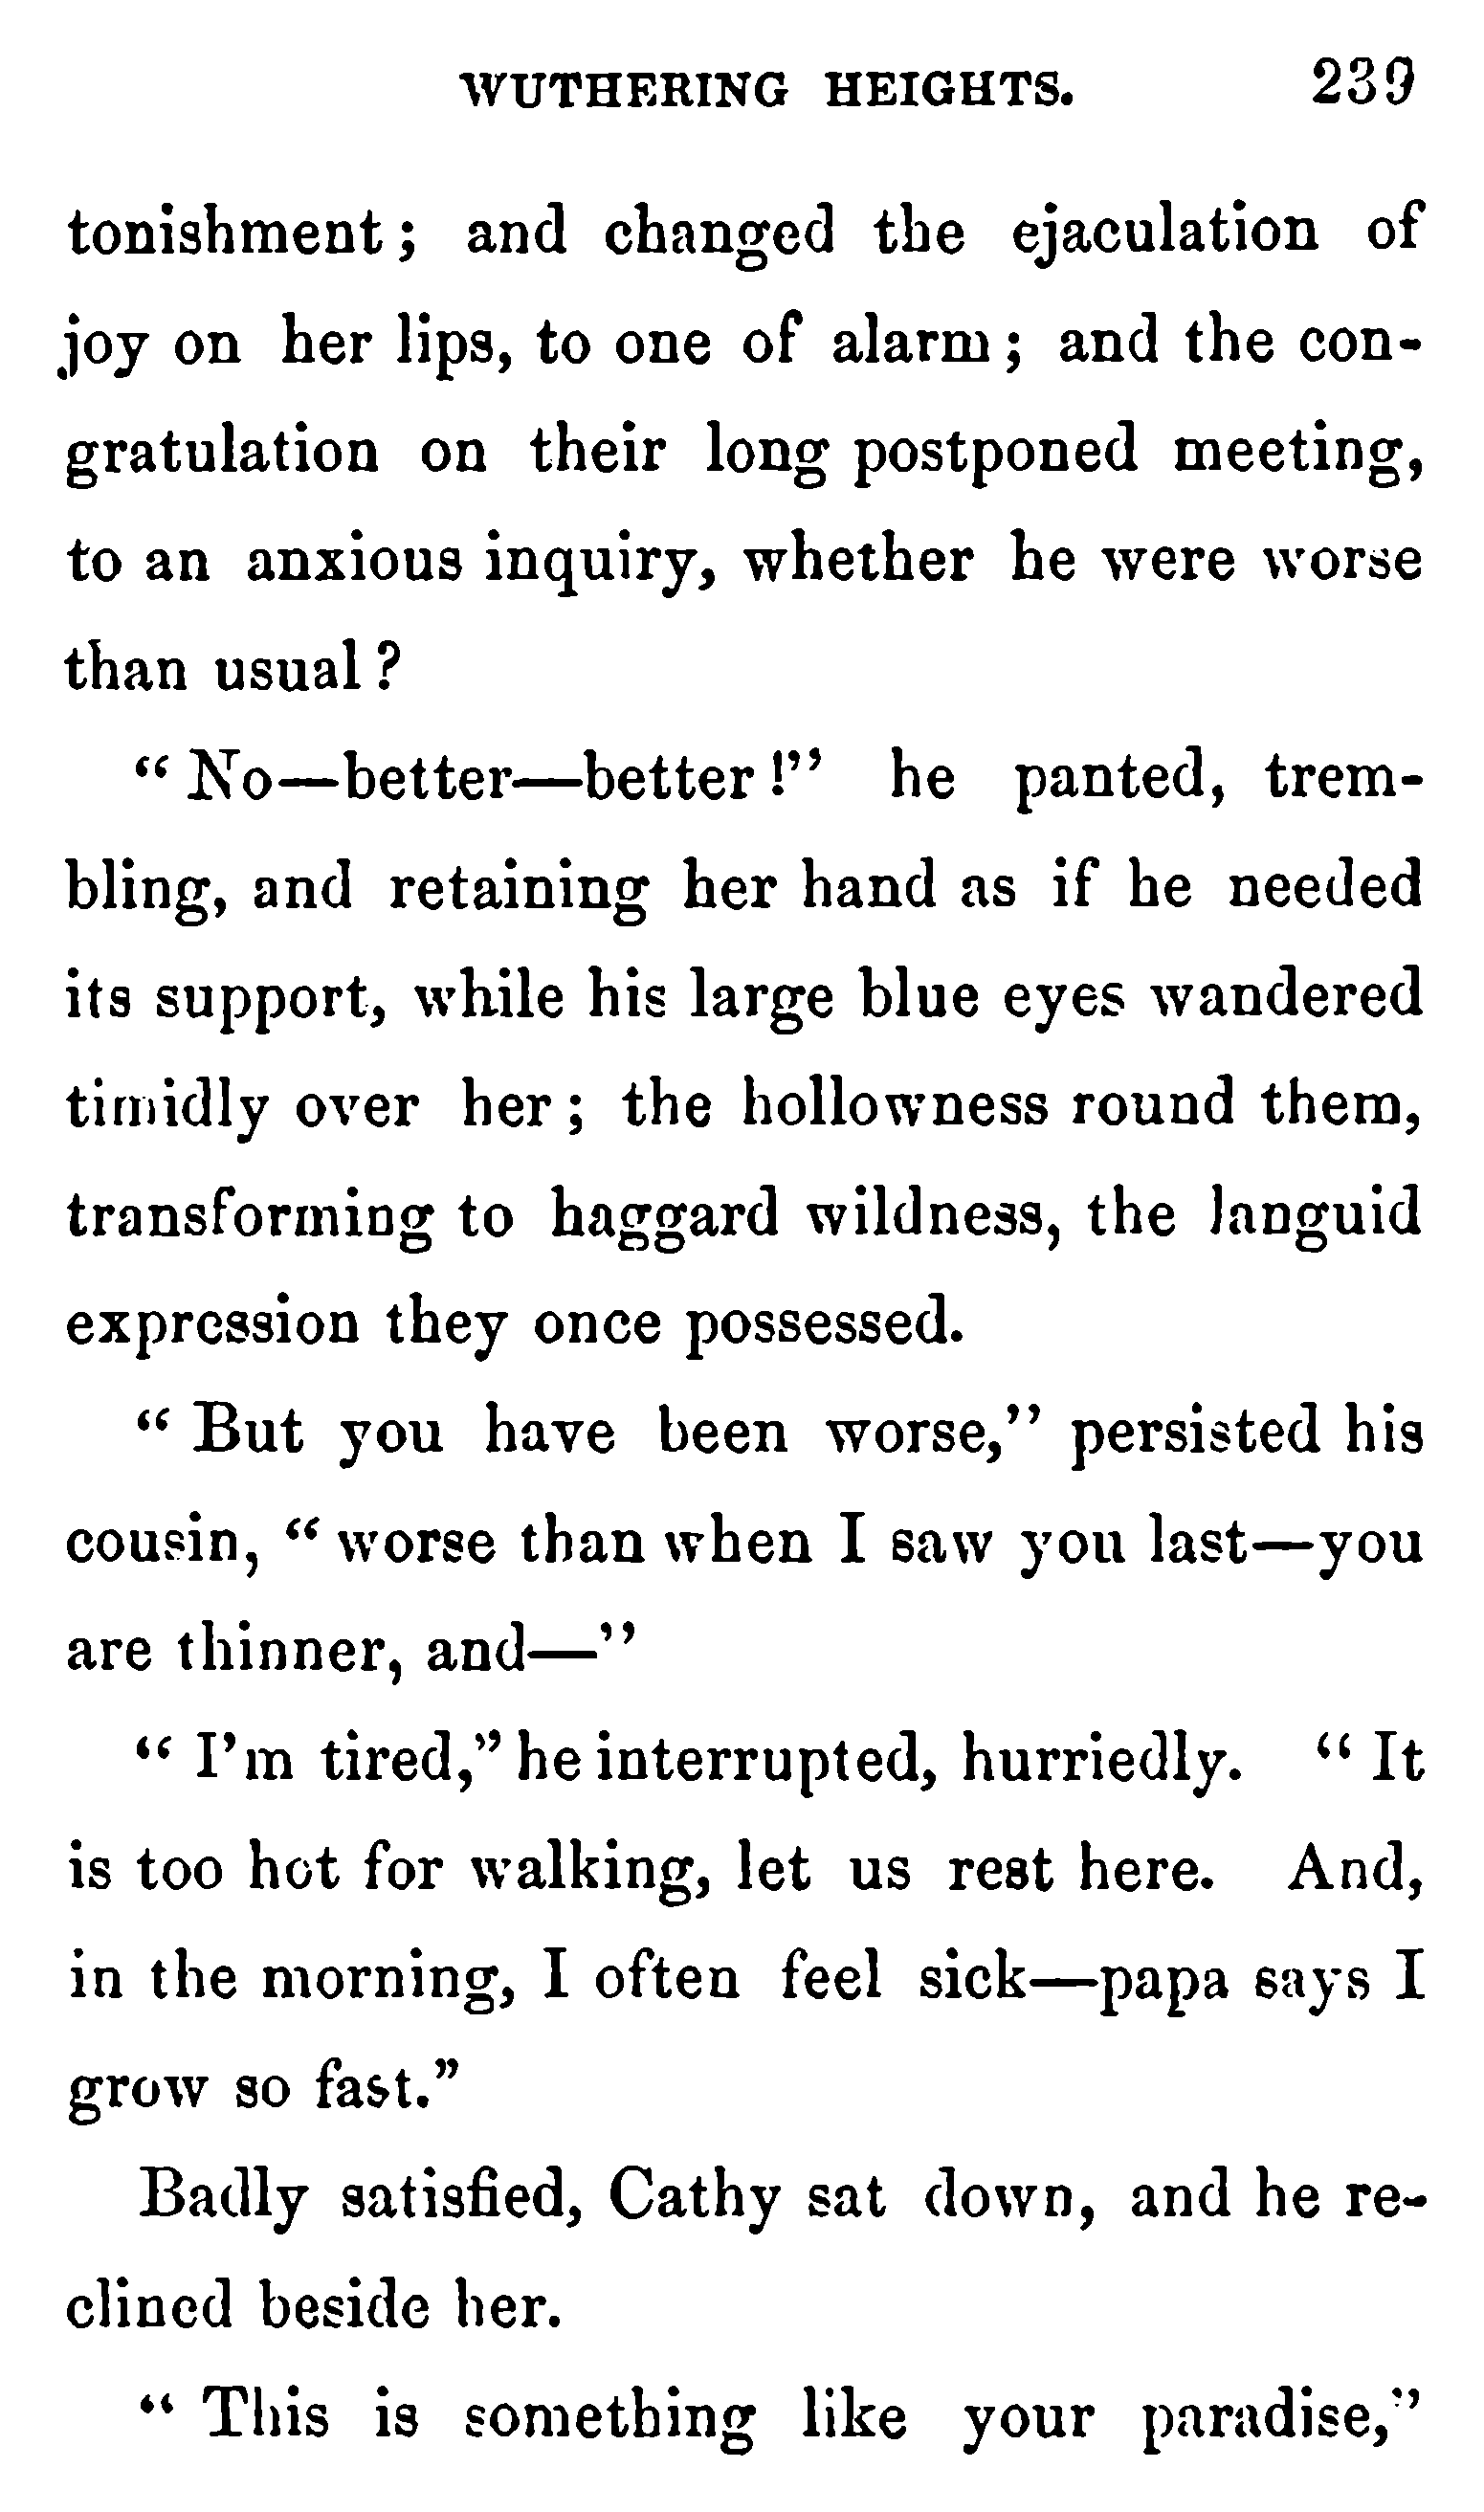 WUTHERING HEIGHTS. 239
tonishment; and changed the ejaculation of
joy on her lips, to one of alarm; and the con-
gratulation on their long postponed meeting,
to an anxious inquiry, whether he were worse
than usual?
"No—better—better!" he panted, trem-
bling, and retaining her hand as if he needed
its support, while his large blue eyes wandered
timidly over her; the hollowness round them,
transforming to haggard wildness, the languid
expression they once possessed.
"But you have been worse," persisted his
cousin, "worse than when I saw you last—you
are thinner, and—"
"I'm tired," he interrupted, hurriedly. "It
is too hot for walking, let us rest here. And,
in the morning, I often feel sick—papa says I
grow so fast."
Badly satisfied, Cathy sat down, and he re-
clined beside her.
"This is something like your paradise,"